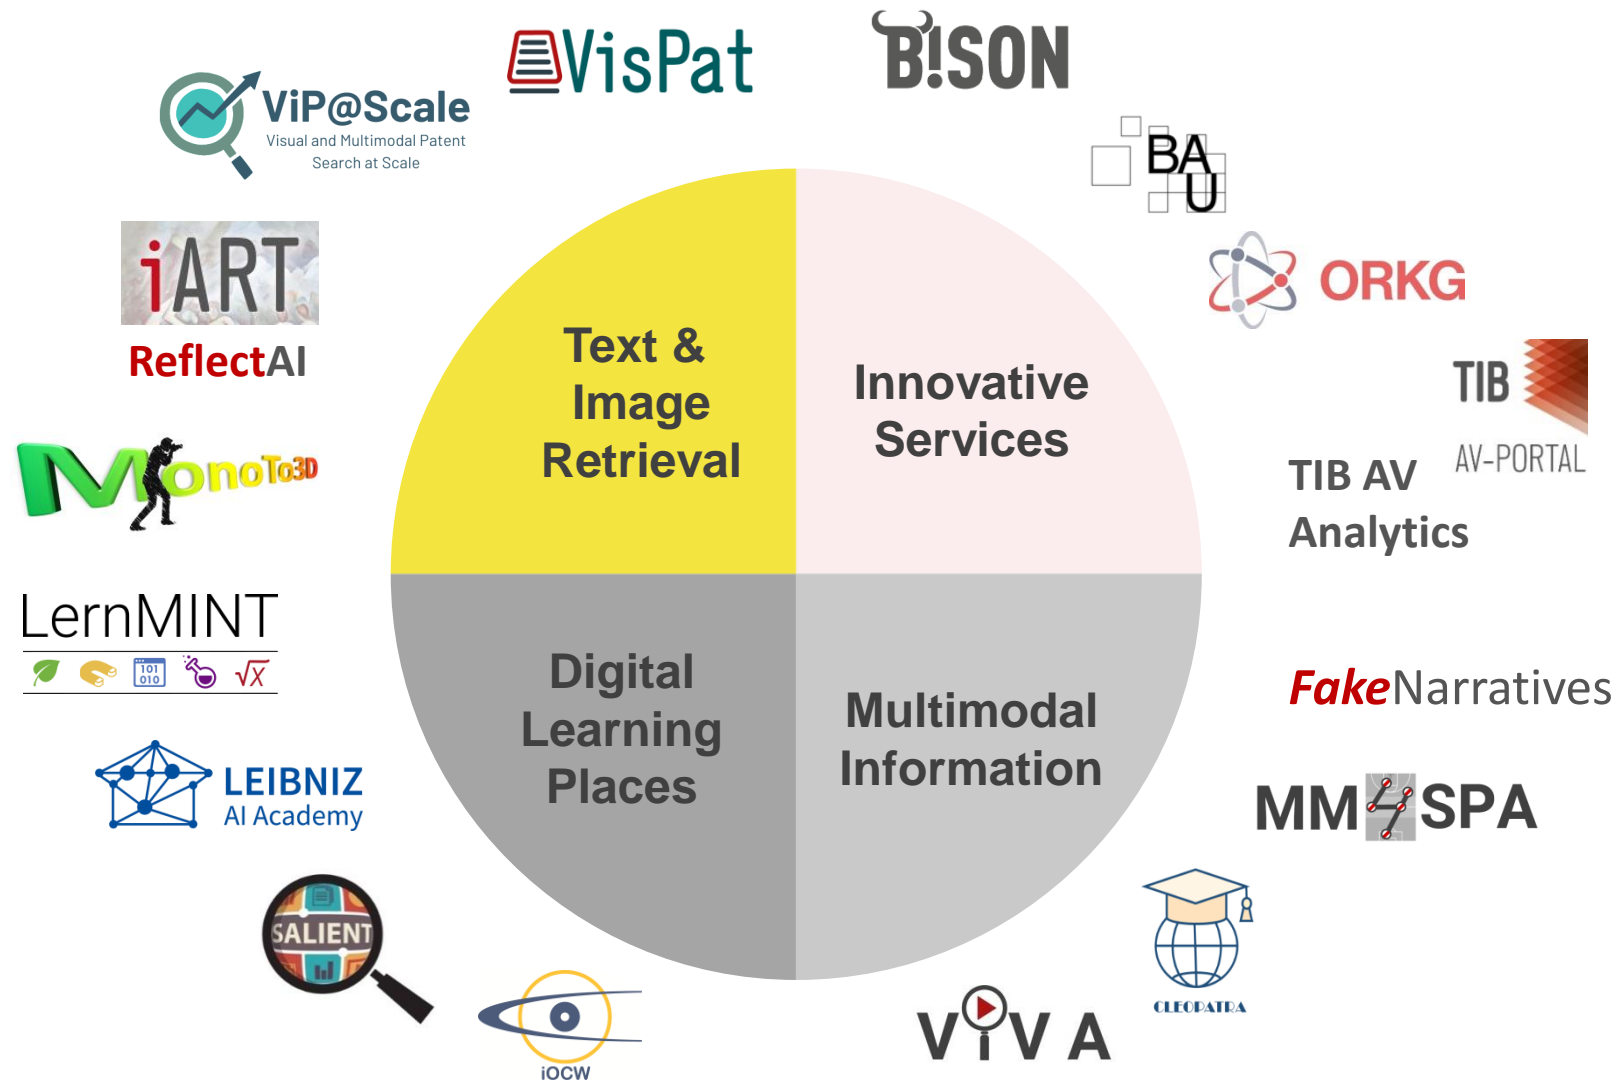 VisPat
B!SON
ViP@Scale
Visual and Multimodal Patent
Search at Scale
BA
U
iART
ORKG
ReflectAI
Text &
Image
Retrieval
Innovative
Services
TIB
AV-PORTAL
MonoTo3D
TIB AV
Analytics
LernMINT
101
010
√x
Digital
Learning
Places
Multimodal
Information
FakeNarratives
LEIBNIZ
AI Academy
MM4SPA
SALIENT
CLEOPATRA
ViVA
iOCW